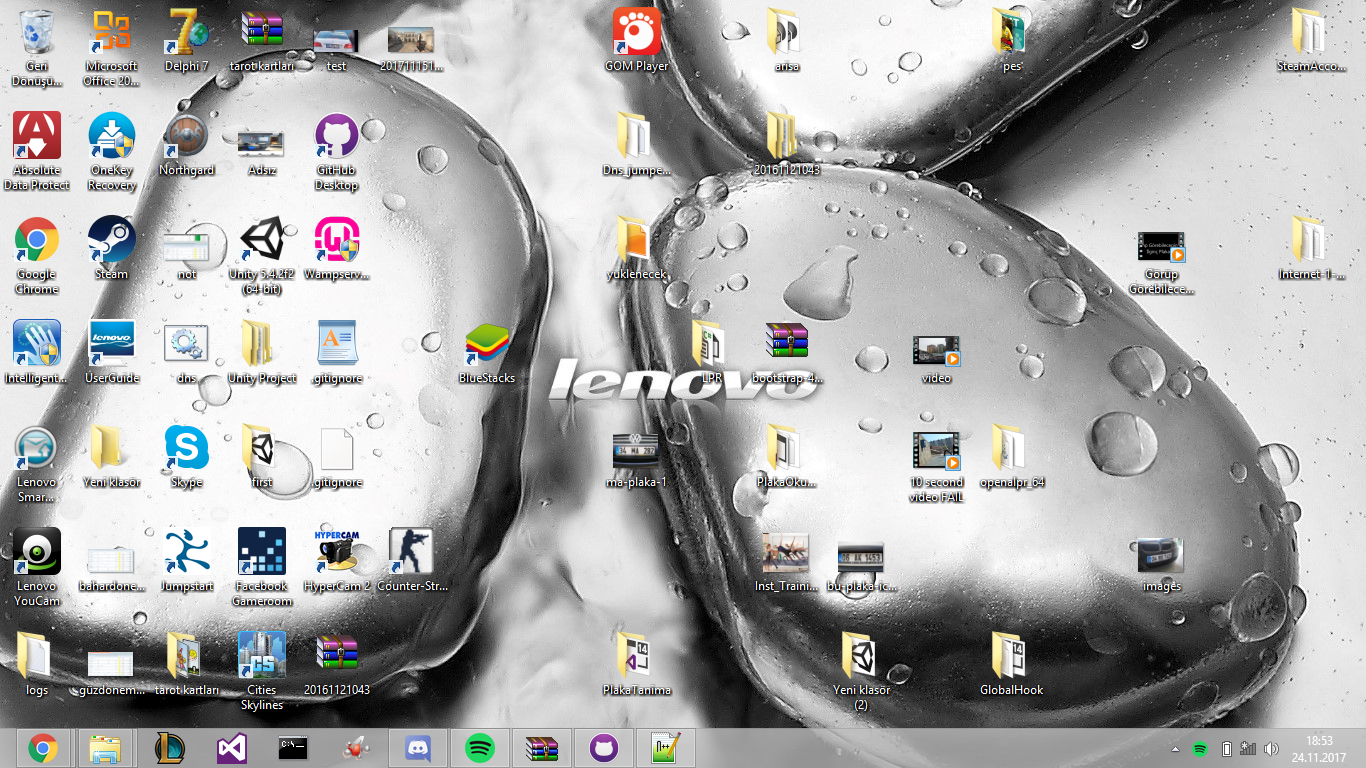 Geri
Dönüşü...
Microsoft
Office 20...
Delphi 7
tarot kartları
test
201711151...
GOM Player
arısa
pes
SteamAcco...
Absolute
Data Protect
OneKey
Recovery
Northgard
Adsız
GitHub
Desktop
Dns_jumpe...
20161121043
Google
Chrome
Steam
not
Unity 5.4.2f2
(64-bit)
Wampserv...
yüklenecek
Görüp
Görebilece...
Internet-1-...
Intelligent...
lenovo
UserGuide
dns
Unity Project
.gitignore
BlueStacks
lenovo
LPR
bootstrap-4...
video
Lenovo
Smar...
Yeni klasör
Skype
first
.gitignore
ma-plaka-1
PlakaOku...
10 second
video FAIL
openalpr_64
Lenovo
YouCam
bahardone...
Jumpstart
Facebook
Gameroom
HYPERCAM
HyperCam 2
Counter-Str...
Inst_Traini...
bu-plaka-ic...
images
logs
güzdonem...
tarot kartları
CS
Cities
Skylines
20161121043
PlakaTanima
Yeni klasör
(2)
GlobalHook
18:53
24.11.2017